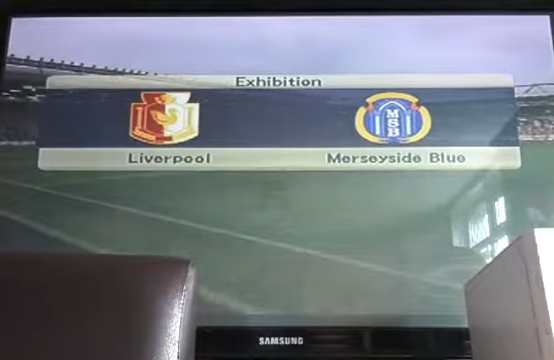 Exhibition
MSB
Liverpool
Merseyside Blue
SAMSUNG